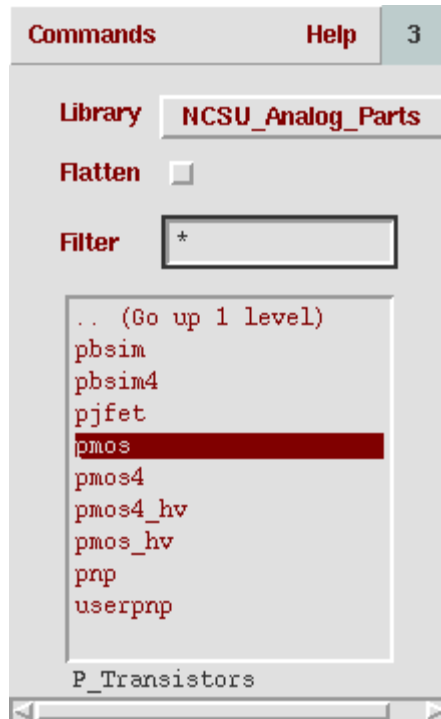 Commands Help 3
Library NCSU_Analog_Parts
Flatten
Filter *
.. (Go up 1 level)
pbsim
pbsim4
pjfet
pmos
pmos4
pmos4_hv
pmos_hv
pnp
userpnp
P_Transistors